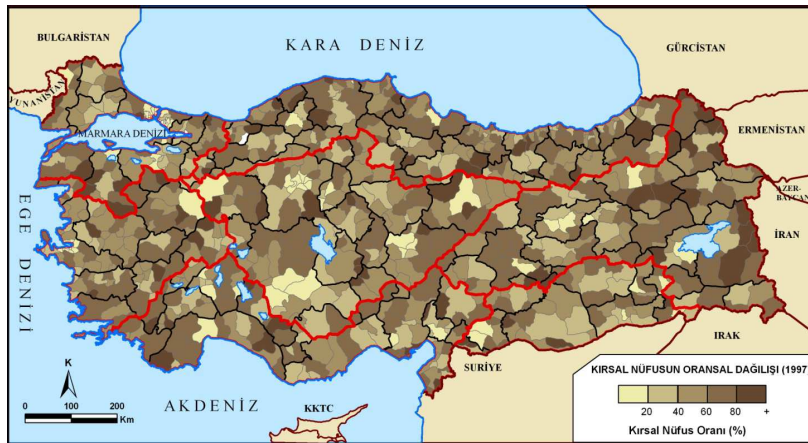 BULGARİSTAN
KARA DENİZ
GÜRCİSTAN
YUNANİSTAN
MARMARA DENİZİ
ERMENİSTAN
AZER-
BAYCAN
İRAN
EGE DENİZİ
IRAK
SURİYE
K
0 100 200
Km
AKDENİZ
KKTC
KIRSAL NÜFUSUN ORANSAL DAĞILIŞI (1997)
20 40 60 80 +
Kırsal Nüfus Oranı (%)